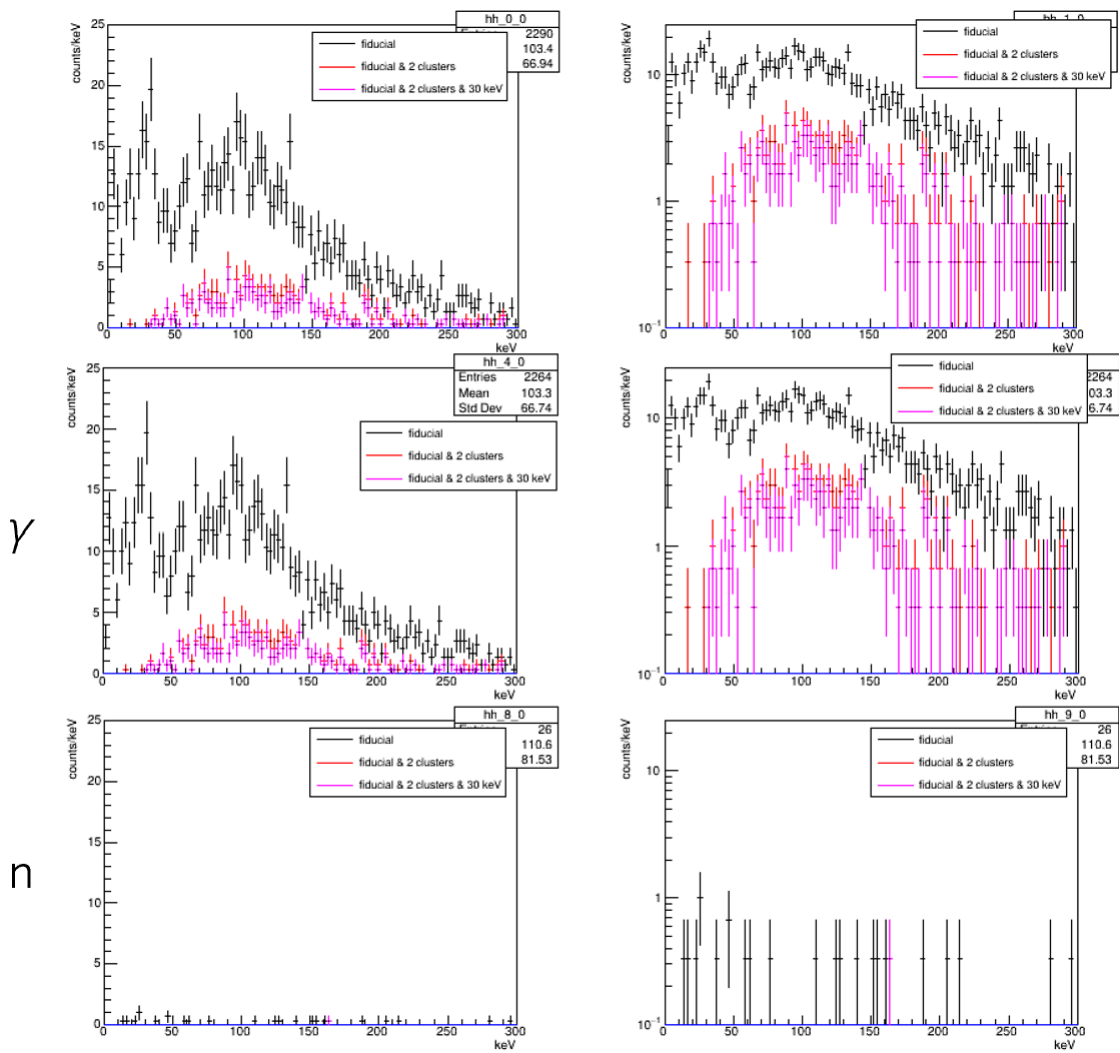 hh_0_0
Entries 2290
103.4
66.94
counts/keV
fiducial
fiducial & 2 clusters
fiducial & 2 clusters & 30 keV
25
20
15
10
5
0
0 50 100 150 200 250 300
keV
hh_1_0
counts/keV
fiducial
fiducial & 2 clusters
fiducial & 2 clusters & 30 keV
10
1
10⁻¹
0 50 100 150 200 250 300
keV
γ
hh_4_0
Entries 2264
Mean 103.3
Std Dev 66.74
counts/keV
fiducial
fiducial & 2 clusters
fiducial & 2 clusters & 30 keV
25
20
15
10
5
0
0 50 100 150 200 250 300
keV
2264
03.3
6.74
counts/keV
fiducial
fiducial & 2 clusters
fiducial & 2 clusters & 30 keV
10
1
10⁻¹
0 50 100 150 200 250 300
keV
n
hh_8_0
26
110.6
81.53
counts/keV
fiducial
fiducial & 2 clusters
fiducial & 2 clusters & 30 keV
25
20
15
10
5
0
0 50 100 150 200 250 300
keV
hh_9_0
26
110.6
81.53
counts/keV
fiducial
fiducial & 2 clusters
fiducial & 2 clusters & 30 keV
10
1
10⁻¹
0 50 100 150 200 250 300
keV